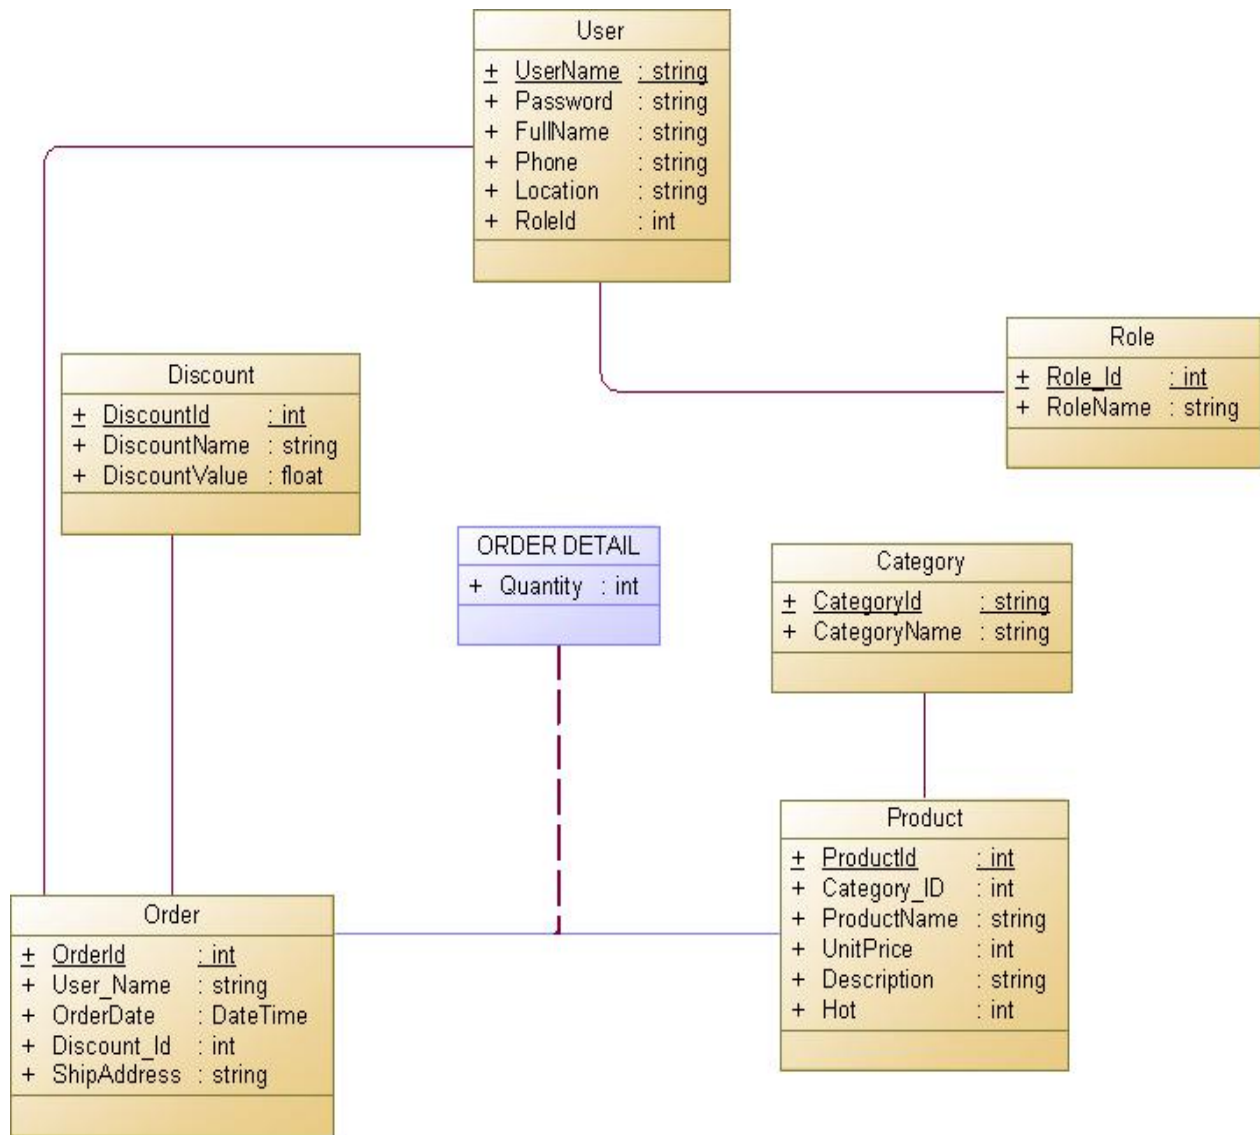 User
+ UserName : string
+ Password : string
+ FullName : string
+ Phone : string
+ Location : string
+ RoleId : int
Role
+ Role_Id : int
+ RoleName : string
Discount
+ DiscountId : int
+ DiscountName : string
+ DiscountValue : float
ORDER DETAIL
+ Quantity : int
Category
+ CategoryId : string
+ CategoryName : string
Product
+ ProductId : int
+ Category_ID : int
+ ProductName : string
+ UnitPrice : int
+ Description : string
+ Hot : int
Order
+ OrderId : int
+ User_Name : string
+ OrderDate : DateTime
+ Discount_Id : int
+ ShipAddress : string